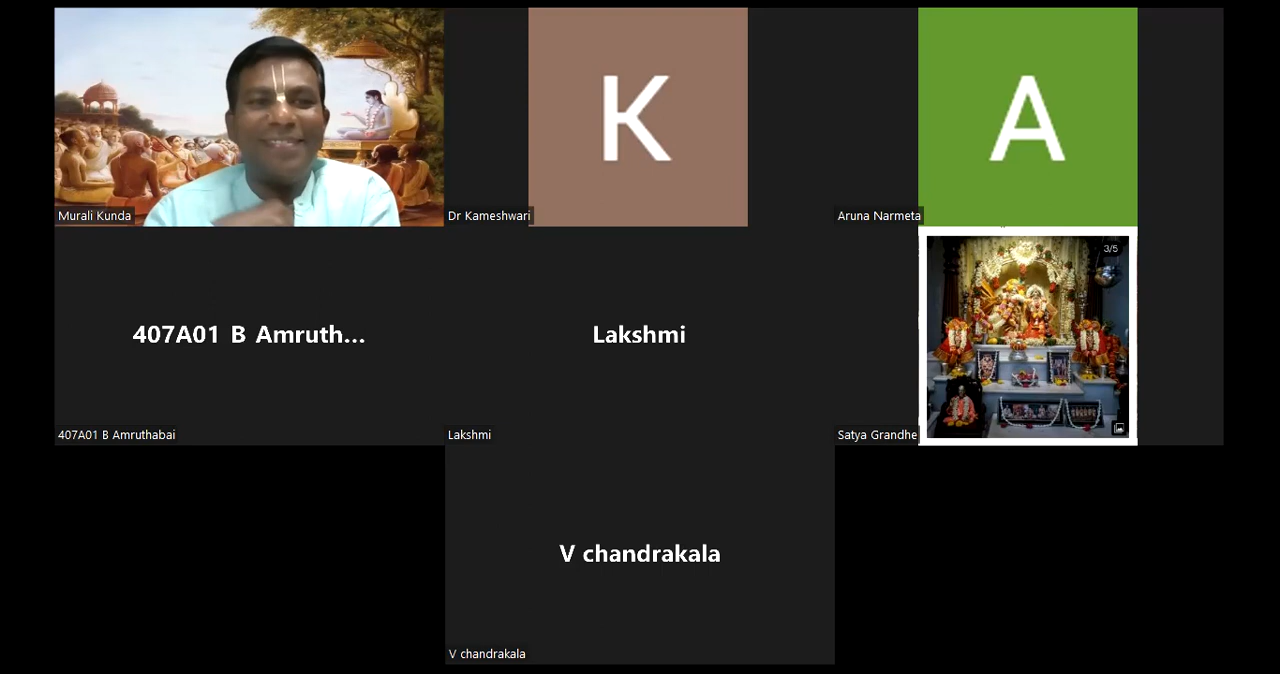 K
A
Murali Kunda
Dr Kameshwari
Aruna Narmeta
3/5
407A01 B Amruth...
Lakshmi
407A01 B Amruthabai
Lakshmi
Satya Grandhe
V chandrakala
V chandrakala